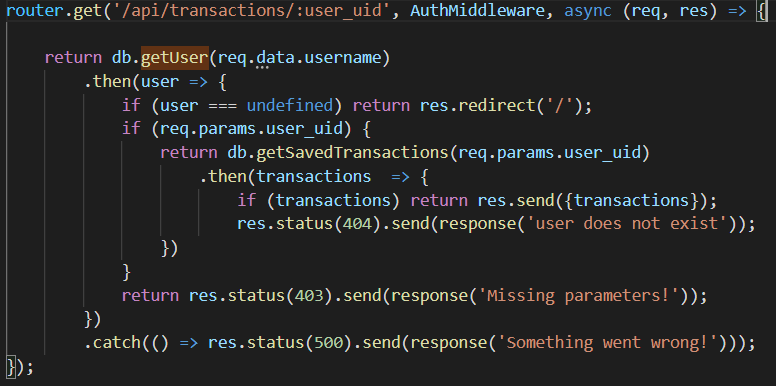 router.get('/api/transactions/:user_uid', AuthMiddleware, async (req, res) => {
return db.getUser(req.data.username)
.then(user => {
if (user === undefined) return res.redirect('/');
if (req.params.user_uid) {
return db.getSavedTransactions(req.params.user_uid)
.then(transactions  => {
if (transactions) return res.send({transactions});
res.status(404).send(response('user does not exist'));
})
}
return res.status(403).send(response('Missing parameters!'));
})
.catch(() => res.status(500).send(response('Something went wrong!')));
});